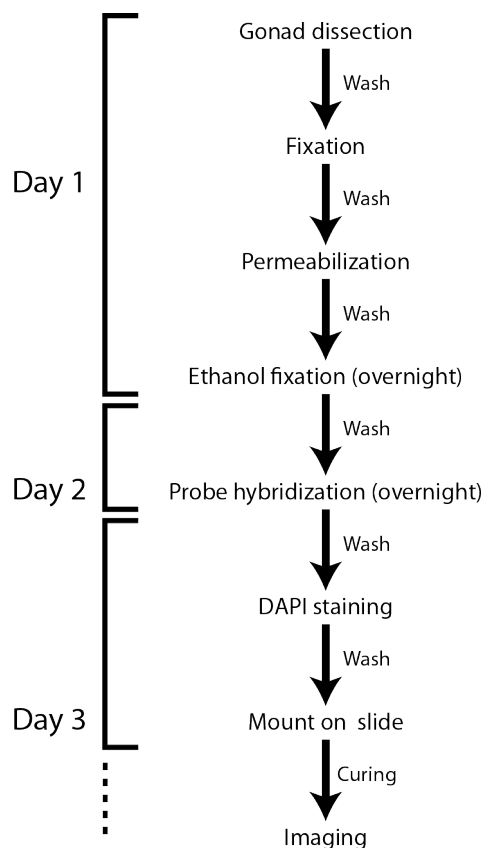 Gonad dissection
Wash
Fixation
Day 1
Wash
Permeabilization
Wash
Ethanol fixation (overnight)
Wash
Day 2
Probe hybridization (overnight)
Wash
DAPI staining
Wash
Day 3
Mount on slide
Curing
Imaging